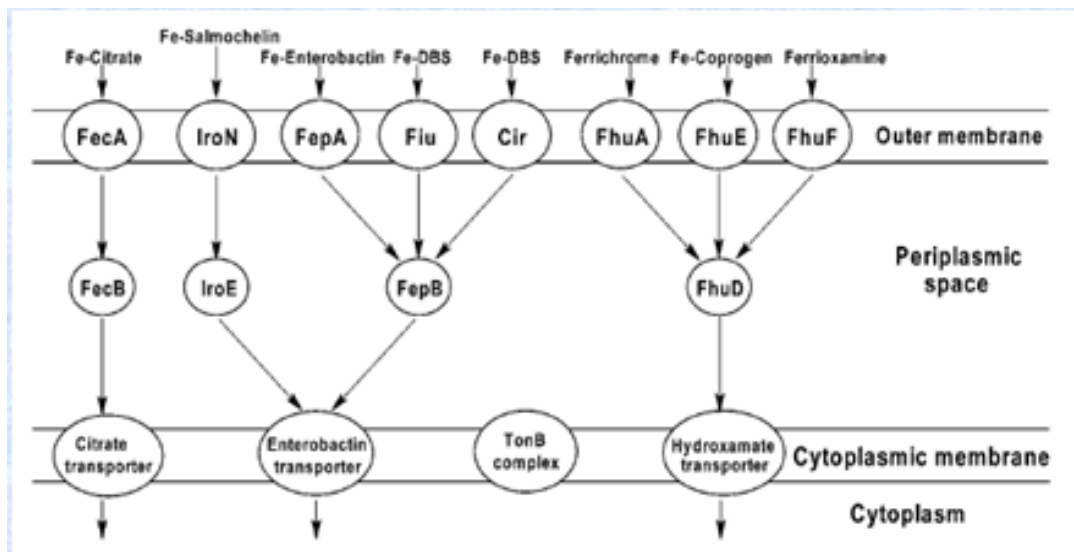 Fe-Salmochelin
Fe-Citrate Fe-Enterobactin Fe-DBS Fe-DBS Ferrichrome Fe-Coprogen Ferrioxamine
FecA IroN FepA Fiu Cir FhuA FhuE FhuF Outer membrane
Periplasmic
space
FecB IroE FepB FhuD
Citrate
transporter
Enterobactin
transporter
TonB
complex
Hydroxamate
transporter
Cytoplasmic membrane
Cytoplasm